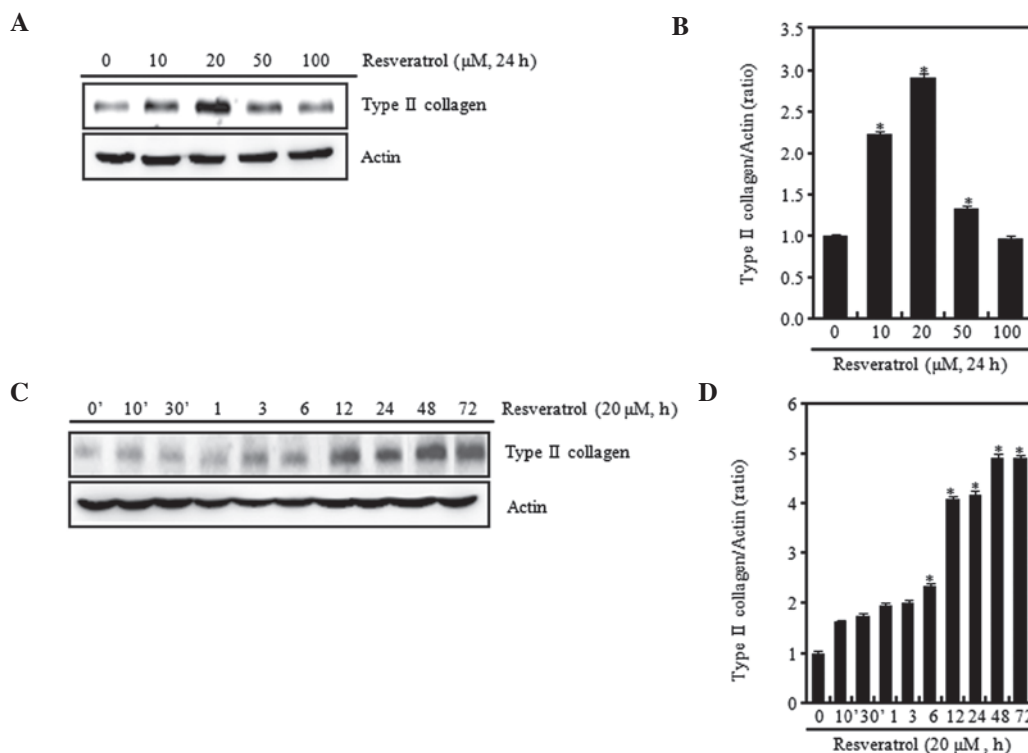 A
0 10 20 50 100 Resveratrol (μM, 24 h)
Type II collagen
Actin
B
Type II collagen/Actin (ratio)
3.5
3.0
2.5
2.0
1.5
1.0
0.5
0.0
* * *
0 10 20 50 100
Resveratrol (μM, 24 h)
C
0' 10' 30' 1 3 6 12 24 48 72 Resveratrol (20 μM, h)
Type II collagen
Actin
D
Type II collagen/Actin (ratio)
6
5
4
3
2
1
0
* * * * *
0 10' 30' 1 3 6 12 24 48 72
Resveratrol (20 μM , h)